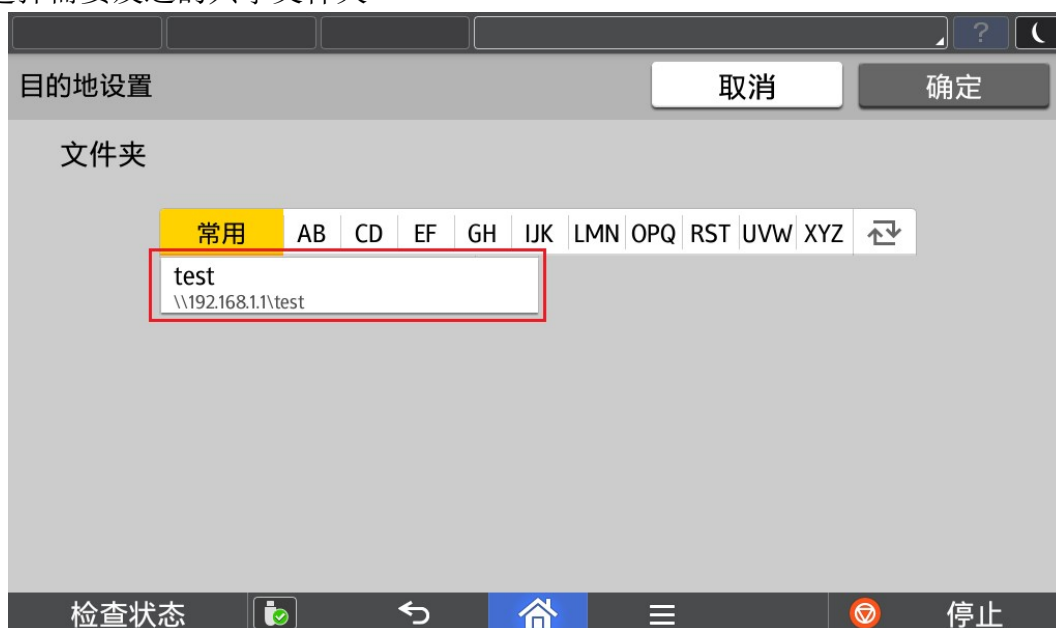 ?
目的地设置
取消
确定
文件夹
常用 AB CD EF GH IJK LMN OPQ RST UVW XYZ
test
\\192.168.1.1\test
检查状态
停止